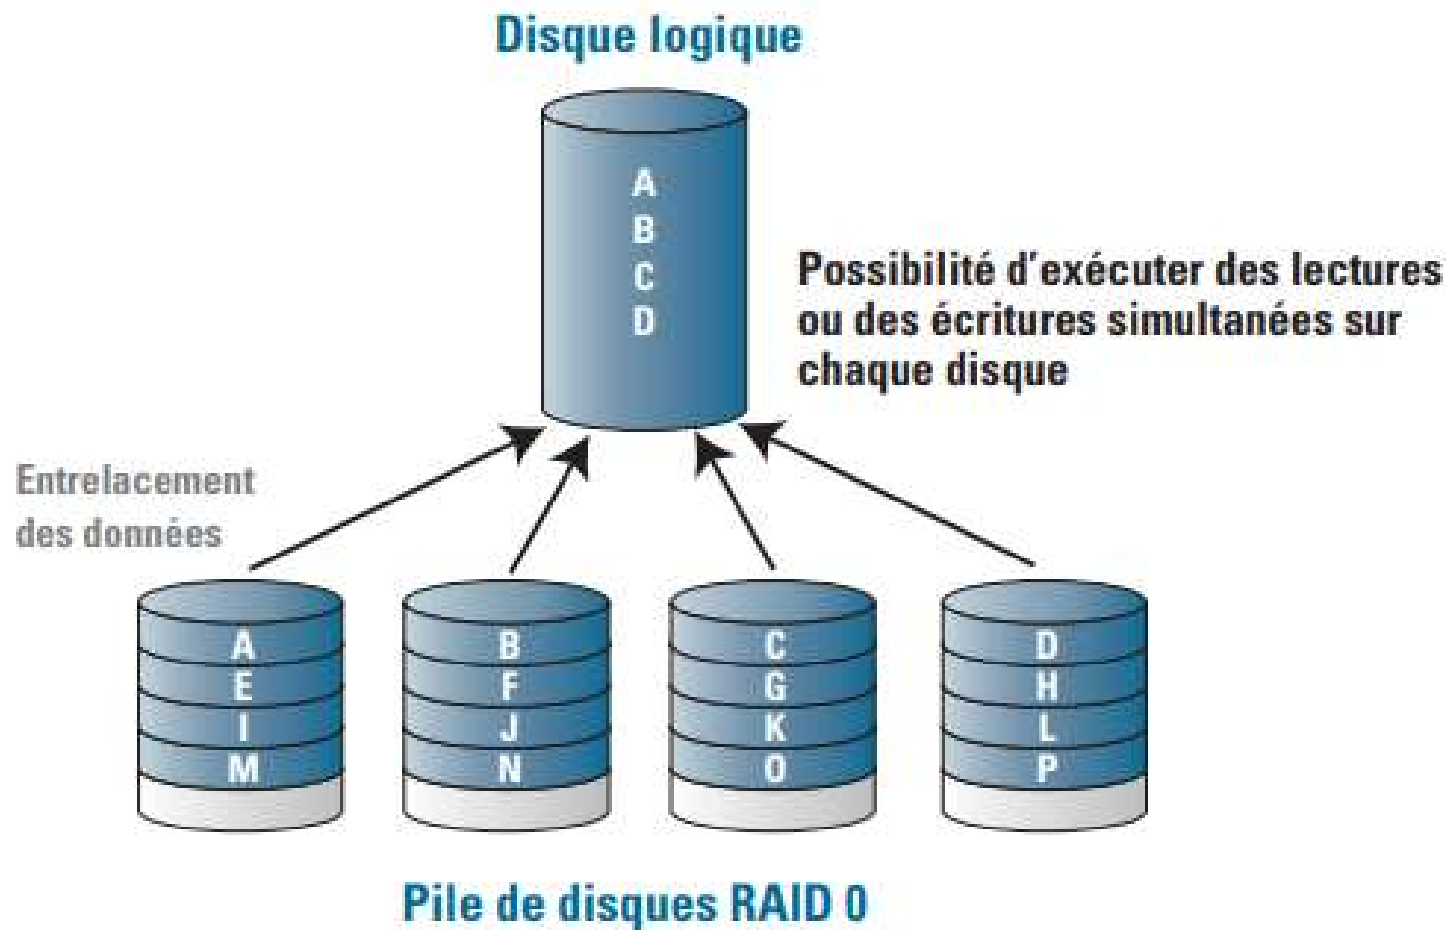 Disque logique
A
B
C
D
Possibilité d'exécuter des lectures
ou des écritures simultanées sur
chaque disque
Entrelacement
des données
A
E
I
M
B
F
J
N
C
G
K
O
D
H
L
P
Pile de disques RAID 0